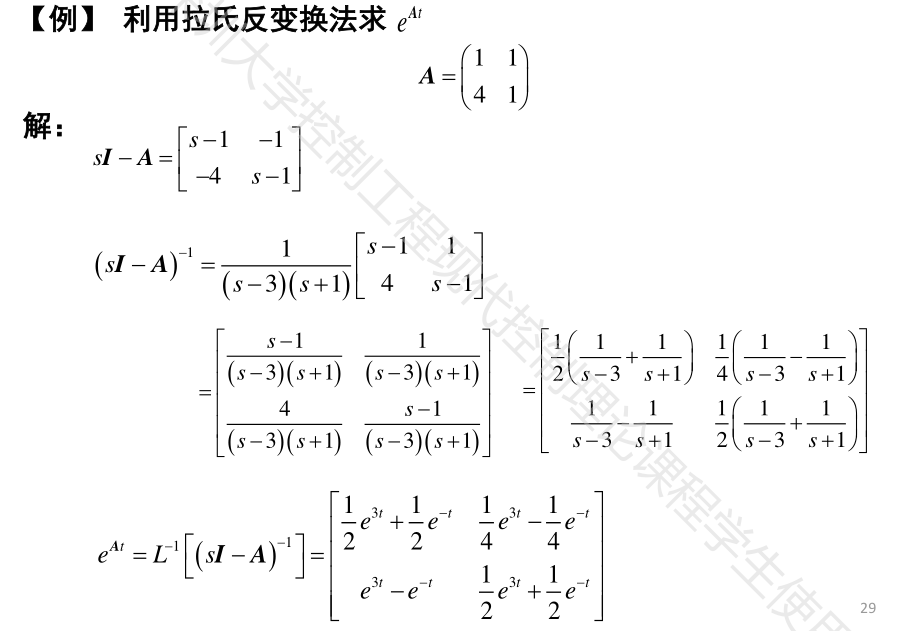 【例】 利用拉氏反变换法求 $e^{At}$
$A = \begin{pmatrix} 1 & 1 \\ 4 & 1 \end{pmatrix}$
解：
$sI - A = \begin{bmatrix} s-1 & -1 \\ -4 & s-1 \end{bmatrix}$
$(sI - A)^{-1} = \frac{1}{(s-3)(s+1)} \begin{bmatrix} s-1 & 1 \\ 4 & s-1 \end{bmatrix}$
$= \begin{bmatrix} \frac{s-1}{(s-3)(s+1)} & \frac{1}{(s-3)(s+1)} \\ \frac{4}{(s-3)(s+1)} & \frac{s-1}{(s-3)(s+1)} \end{bmatrix} = \begin{bmatrix} \frac{1}{2}\left(\frac{1}{s-3} + \frac{1}{s+1}\right) & \frac{1}{4}\left(\frac{1}{s-3} - \frac{1}{s+1}\right) \\ \frac{1}{s-3} - \frac{1}{s+1} & \frac{1}{2}\left(\frac{1}{s-3} + \frac{1}{s+1}\right) \end{bmatrix}$
$e^{At} = L^{-1}\left[(sI - A)^{-1}\right] = \begin{bmatrix} \frac{1}{2}e^{3t} + \frac{1}{2}e^{-t} & \frac{1}{4}e^{3t} - \frac{1}{4}e^{-t} \\ e^{3t} - e^{-t} & \frac{1}{2}e^{3t} + \frac{1}{2}e^{-t} \end{bmatrix}$
州大学控制工程现代控制理论课程学生使用
29